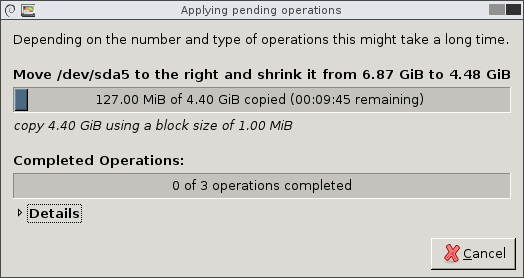 Applying pending operations
Depending on the number and type of operations this might take a long time.
Move /dev/sda5 to the right and shrink it from 6.87 GiB to 4.48 GiB
127.00 MiB of 4.40 GiB copied (00:09:45 remaining)
copy 4.40 GiB using a block size of 1.00 MiB
Completed Operations:
0 of 3 operations completed
Details
Cancel